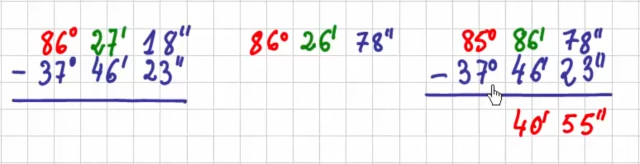 86° 27' 18"
− 37° 46' 23"
86° 26' 78"
85° 86' 78"
− 37° 46' 23"
40' 55"